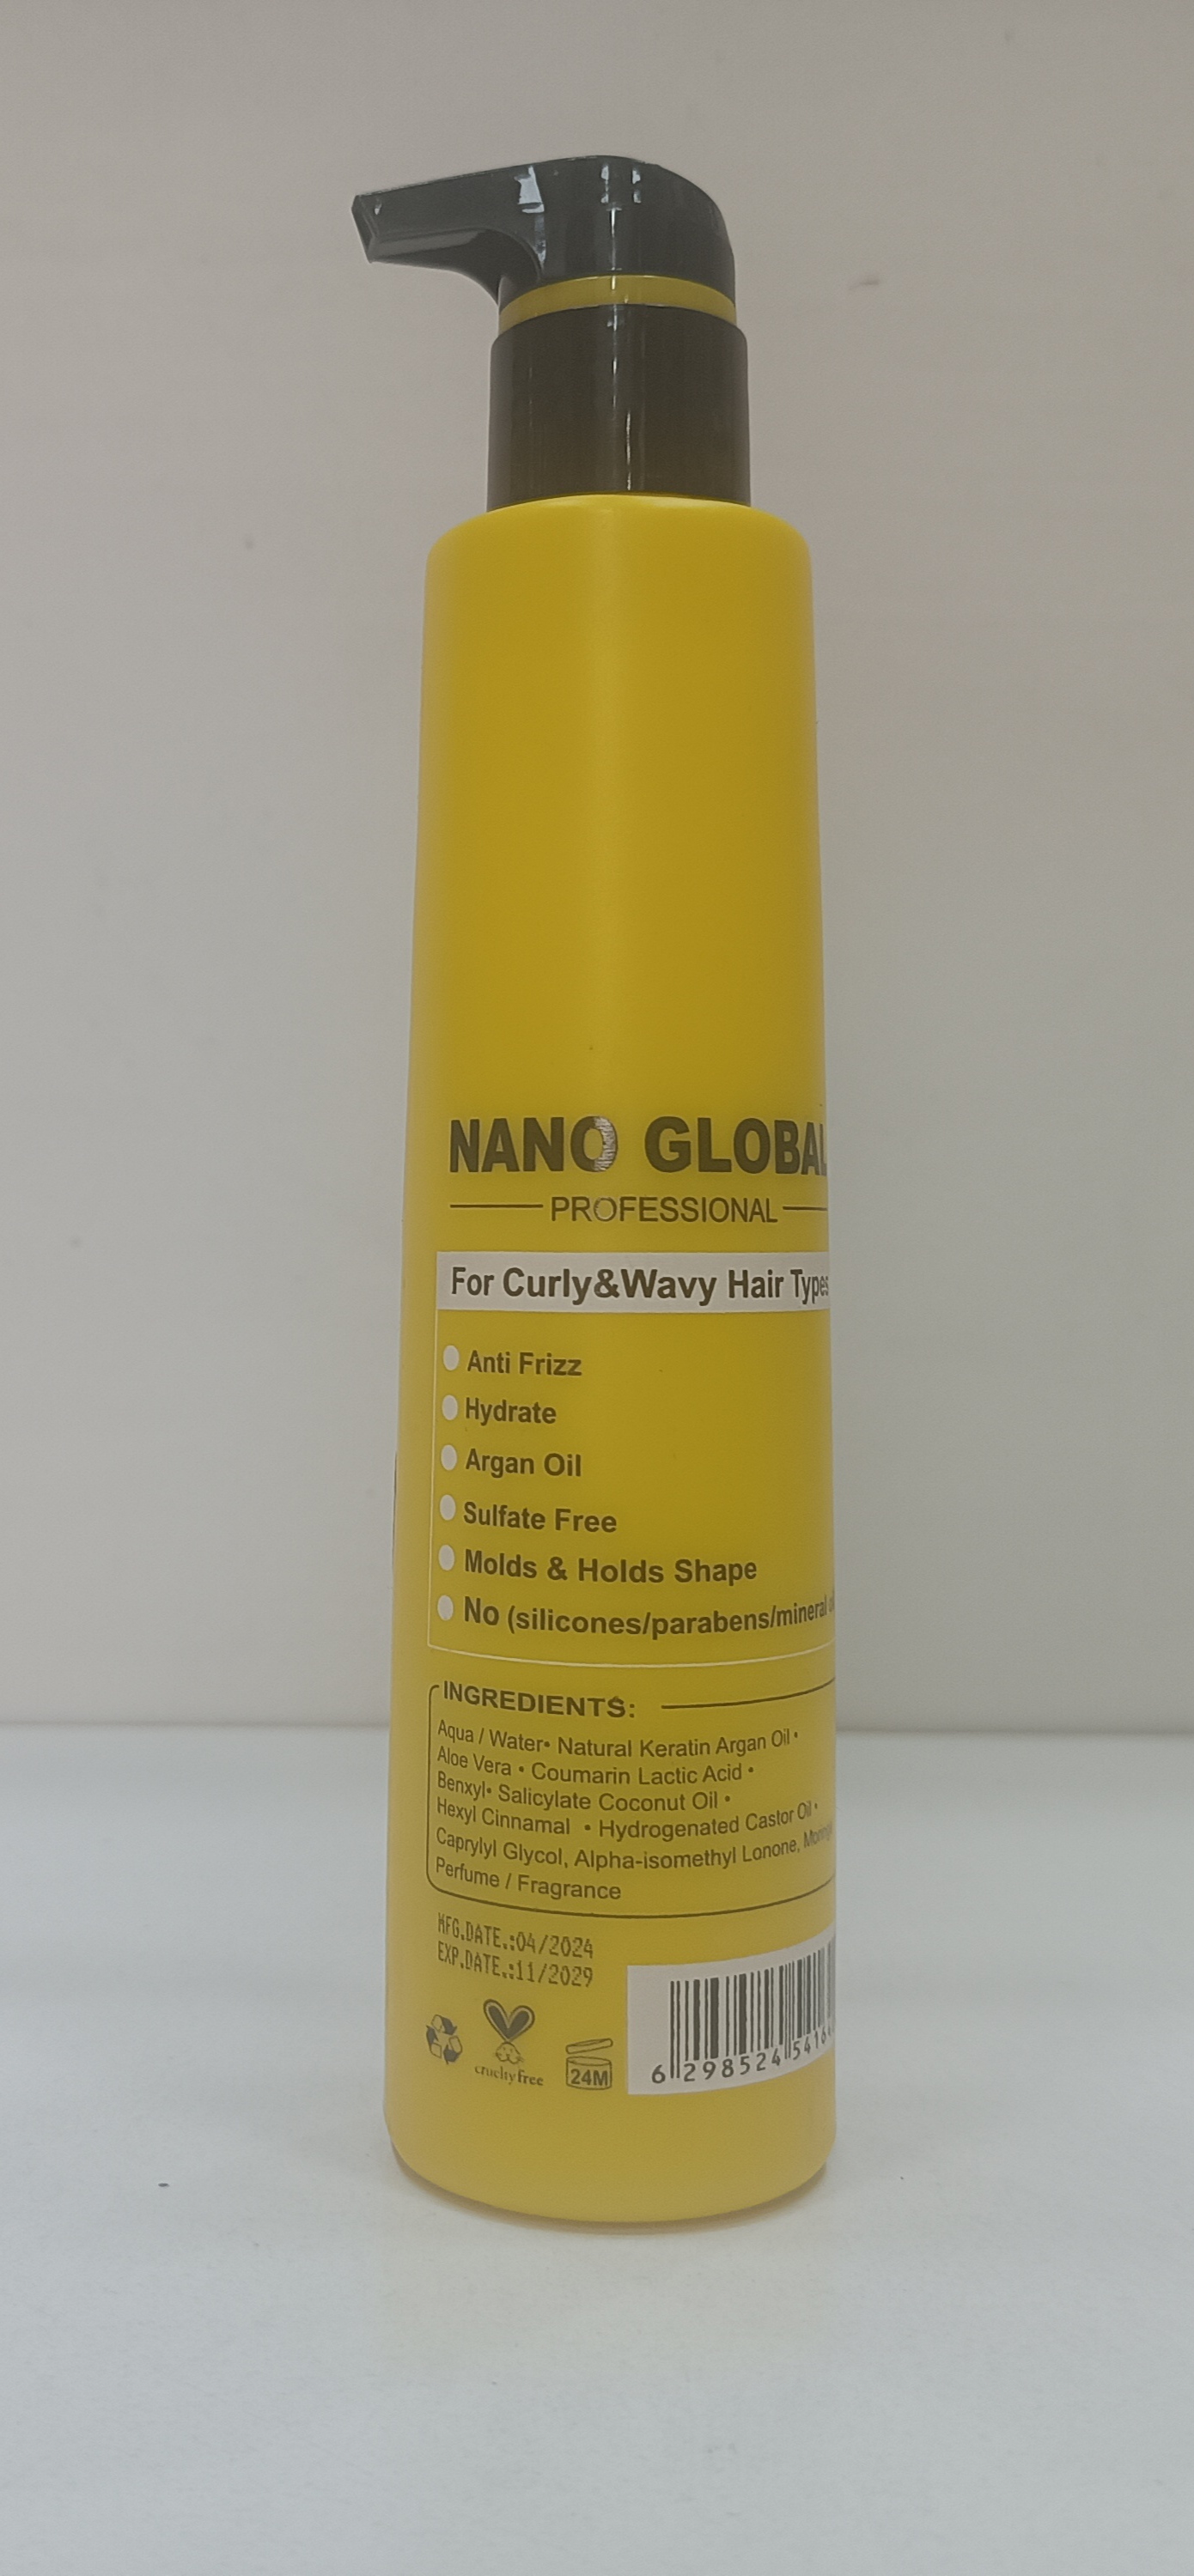 NANO GLOBAL
PROFESSIONAL
For Curly&Wavy Hair Types
Anti Frizz
Hydrate
Argan Oil
Sulfate Free
Molds & Holds Shape
No (silicones/parabens/mineral
INGREDIENTS:
Aqua / Water• Natural Keratin Argan Oil •
Aloe Vera • Coumarin Lactic Acid •
Benxyl• Salicylate Coconut Oil •
Hexyl Cinnamal • Hydrogenated Castor Oil •
Caprylyl Glycol, Alpha-isomethyl Lonone,
Perfume / Fragrance
MFG.DATE.:04/2024
EXP.DATE.:11/2029
cruelty free
24M
6 298524 5416